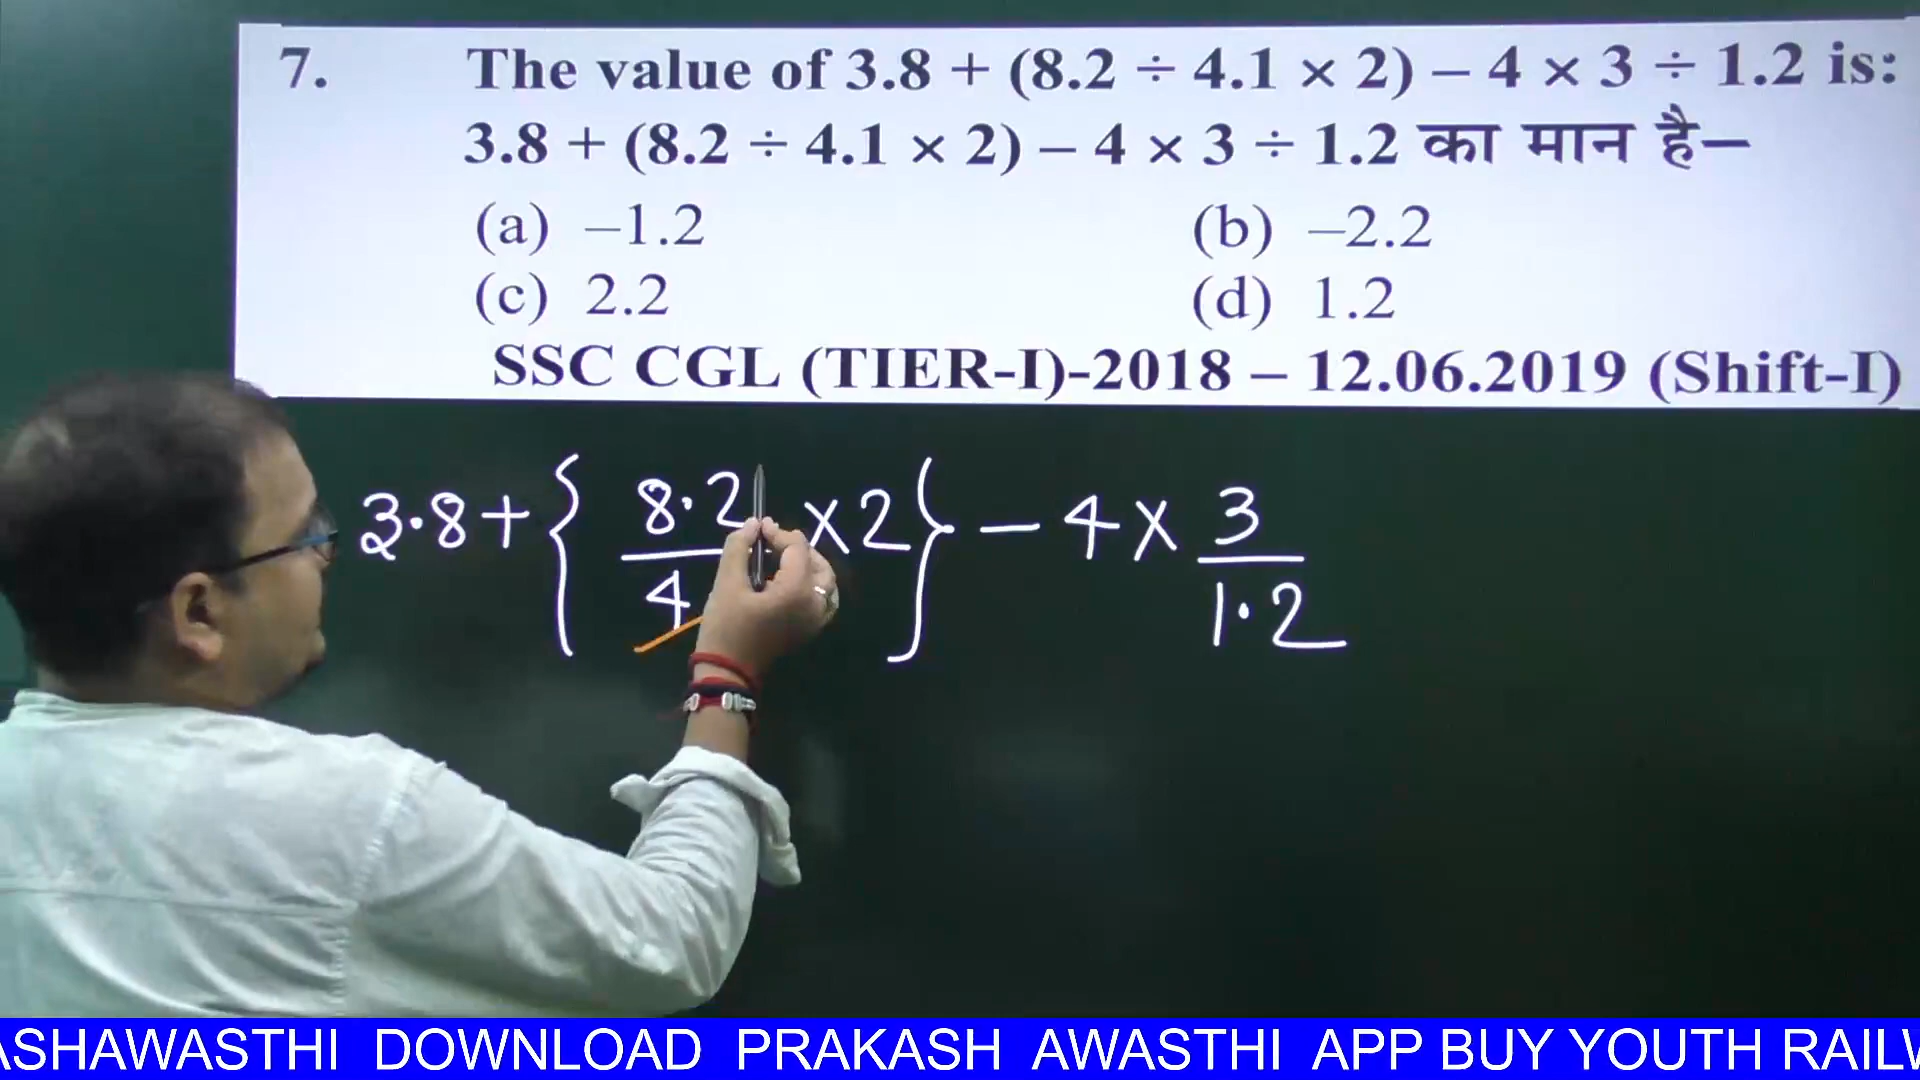 7. The value of 3.8 + (8.2 ÷ 4.1 × 2) – 4 × 3 ÷ 1.2 is:
3.8 + (8.2 ÷ 4.1 × 2) – 4 × 3 ÷ 1.2 का मान है–
(a) –1.2 (b) –2.2
(c) 2.2 (d) 1.2
SSC CGL (TIER-I)-2018 – 12.06.2019 (Shift-I)
3.8 + { 8.2 × 2 } – 4 × 3
4 1.2
ASHAWASTHI DOWNLOAD PRAKASH AWASTHI APP BUY YOUTH